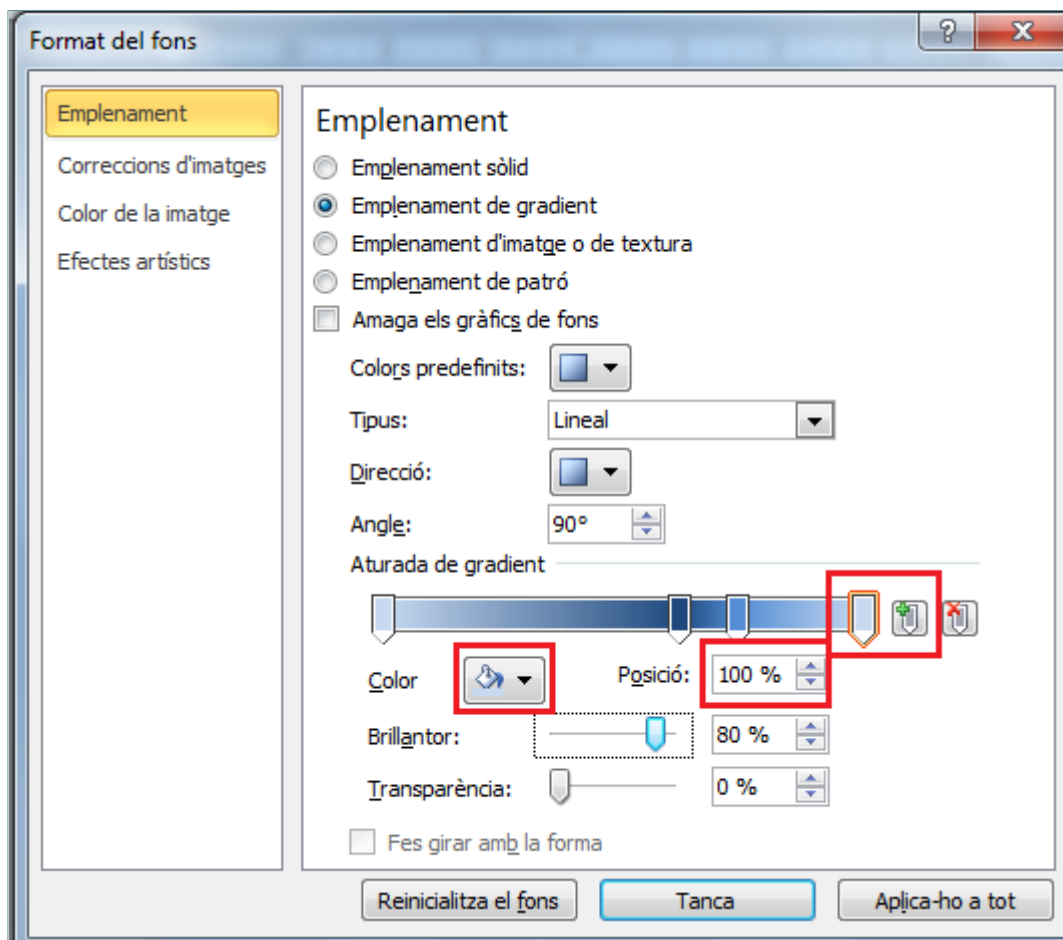 Format del fons
Emplenament
Correccions d'imatges
Color de la imatge
Efectes artístics
Emplenament
Emplenament sòlid
Emplenament de gradient
Emplenament d'imatge o de textura
Emplenament de patró
Amaga els gràfics de fons
Colors predefinits:
Tipus: Lineal
Direcció:
Angle: 90°
Aturada de gradient
Color Posició: 100 %
Brillantor: 80 %
Transparència: 0 %
Fes girar amb la forma
Reinicialitza el fons Tanca Aplica-ho a tot